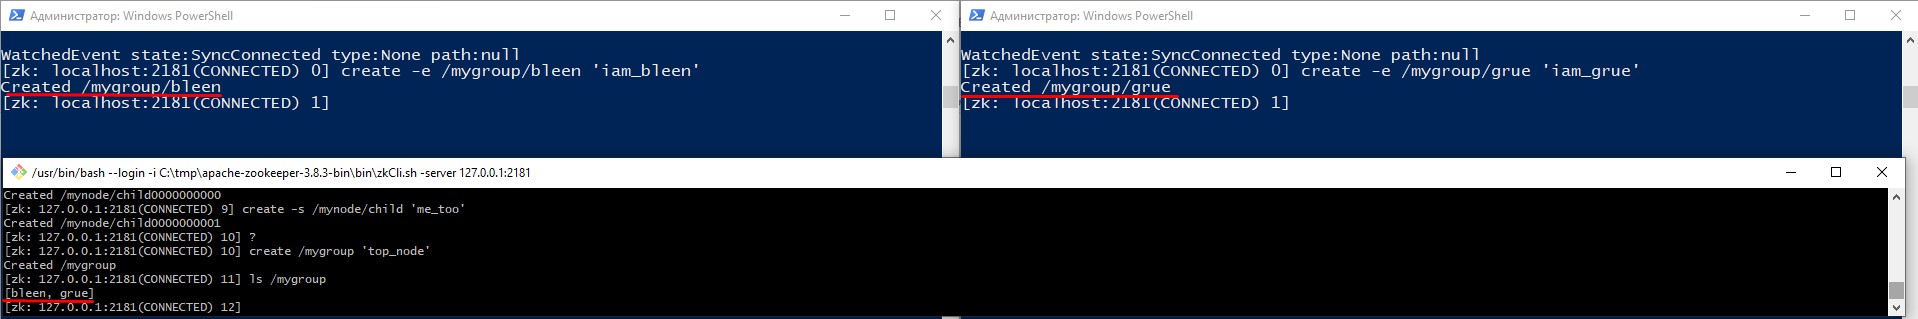 Администратор: Windows PowerShell
WatchedEvent state:SyncConnected type:None path:null
[zk: localhost:2181(CONNECTED) 0] create -e /mygroup/bleen 'iam_bleen'
Created /mygroup/bleen
[zk: localhost:2181(CONNECTED) 1]
Администратор: Windows PowerShell
WatchedEvent state:SyncConnected type:None path:null
[zk: localhost:2181(CONNECTED) 0] create -e /mygroup/grue 'iam_grue'
Created /mygroup/grue
[zk: localhost:2181(CONNECTED) 1]
/usr/bin/bash --login -i C:\tmp\apache-zookeeper-3.8.3-bin\bin\zkCli.sh -server 127.0.0.1:2181
Created /mynode/child0000000000
[zk: 127.0.0.1:2181(CONNECTED) 9] create -s /mynode/child 'me_too'
Created /mynode/child0000000001
[zk: 127.0.0.1:2181(CONNECTED) 10] ?
[zk: 127.0.0.1:2181(CONNECTED) 10] create /mygroup 'top_node'
Created /mygroup
[zk: 127.0.0.1:2181(CONNECTED) 11] ls /mygroup
[bleen, grue]
[zk: 127.0.0.1:2181(CONNECTED) 12]